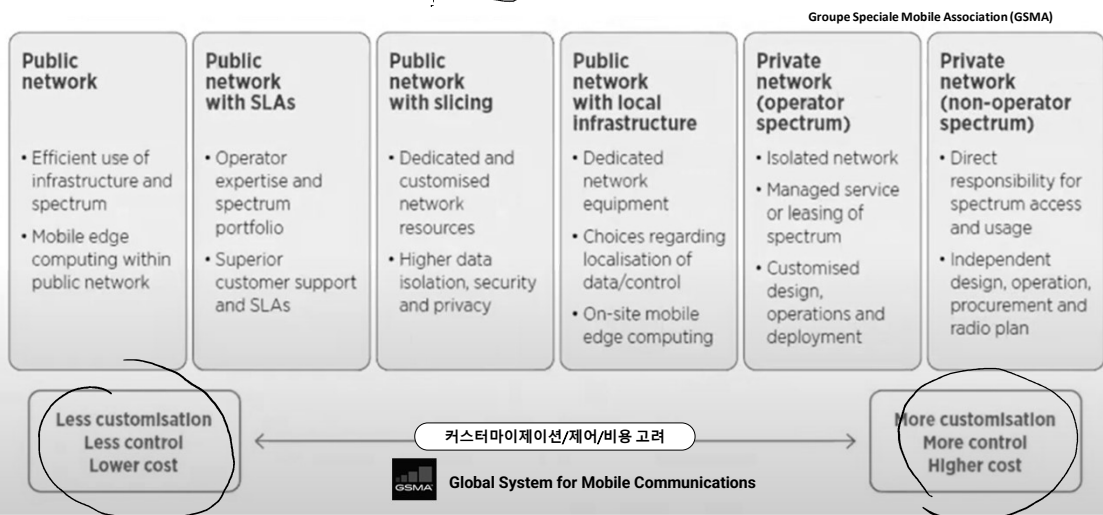 Groupe Speciale Mobile Association (GSMA)
Public
network
• Efficient use of
infrastructure and
spectrum
• Mobile edge
computing within
public network
Public
network
with SLAs
• Operator
expertise and
spectrum
portfolio
• Superior
customer support
and SLAs
Public
network
with slicing
• Dedicated and
customised
network
resources
• Higher data
isolation, security
and privacy
Public
network
with local
infrastructure
• Dedicated
network
equipment
• Choices regarding
localisation of
data/control
• On-site mobile
edge computing
Private
network
(operator
spectrum)
• Isolated network
• Managed service
or leasing of
spectrum
• Customised
design,
operations and
deployment
Private
network
(non-operator
spectrum)
• Direct
responsibility for
spectrum access
and usage
• Independent
design, operation,
procurement and
radio plan
Less customisation
Less control
Lower cost
커스터마이제이션/제어/비용 고려
More customisation
More control
Higher cost
GSMA
Global System for Mobile Communications